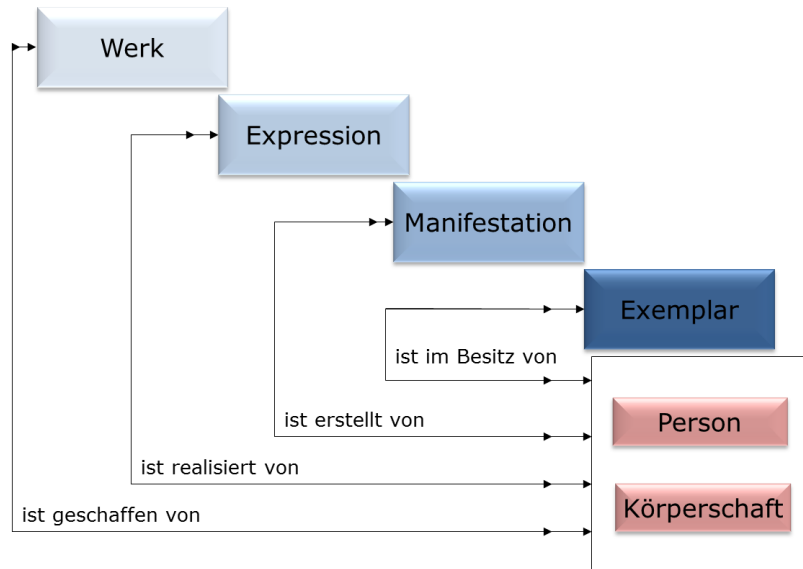 Werk
Expression
Manifestation
Exemplar
ist im Besitz von
Person
ist erstellt von
ist realisiert von
Körperschaft
ist geschaffen von